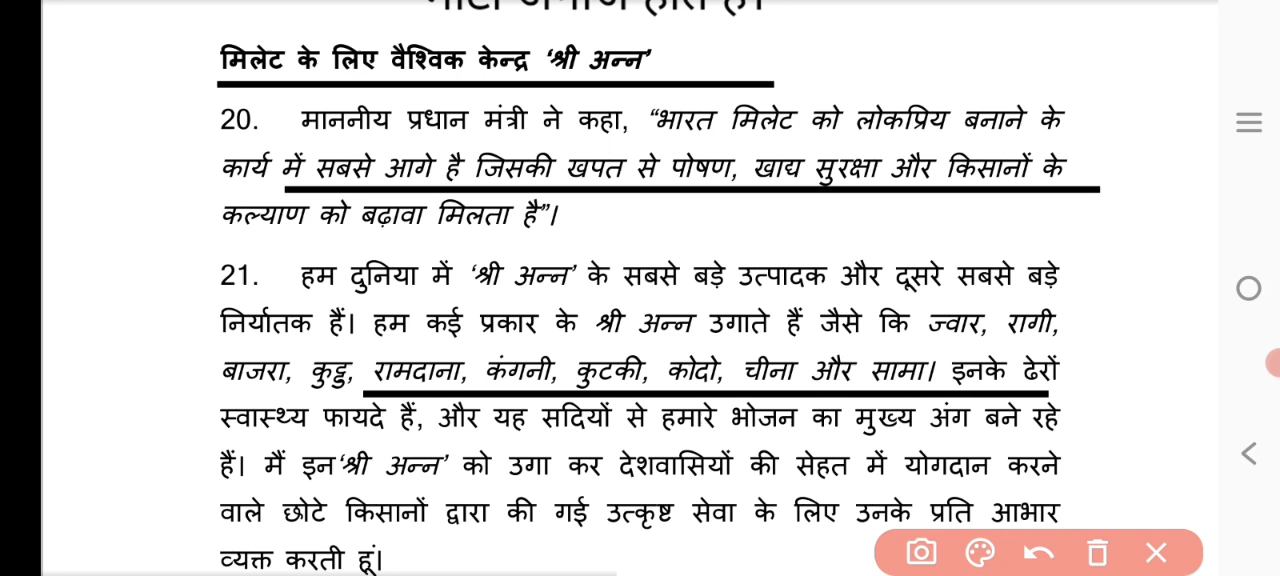 मिलेट के लिए वैश्विक केन्द्र ‘श्री अन्न’
20. माननीय प्रधान मंत्री ने कहा, “भारत मिलेट को लोकप्रिय बनाने के
कार्य में सबसे आगे है जिसकी खपत से पोषण, खाद्य सुरक्षा और किसानों के
कल्याण को बढ़ावा मिलता है”।
21. हम दुनिया में ‘श्री अन्न’ के सबसे बड़े उत्पादक और दूसरे सबसे बड़े
निर्यातक हैं। हम कई प्रकार के श्री अन्न उगाते हैं जैसे कि ज्वार, रागी,
बाजरा, कुट्टु, रामदाना, कंगनी, कुटकी, कोदो, चीना और सामा। इनके ढेरों
स्वास्थ्य फायदे हैं, और यह सदियों से हमारे भोजन का मुख्य अंग बने रहे
हैं। मैं इन‘श्री अन्न’ को उगा कर देशवासियों की सेहत में योगदान करने
वाले छोटे किसानों द्वारा की गई उत्कृष्ट सेवा के लिए उनके प्रति आभार
व्यक्त करती हूं।